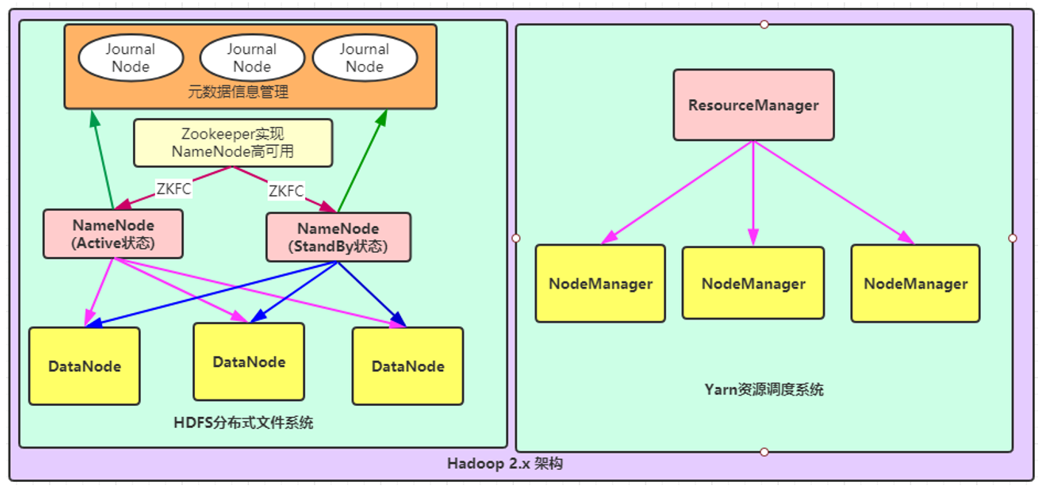 Journal
Node
Journal
Node
Journal
Node
元数据信息管理
Zookeeper实现
NameNode高可用
ZKFC
ZKFC
NameNode
(Active状态)
NameNode
(StandBy状态)
DataNode
DataNode
DataNode
HDFS分布式文件系统
ResourceManager
NodeManager
NodeManager
NodeManager
Yarn资源调度系统
Hadoop 2.x 架构